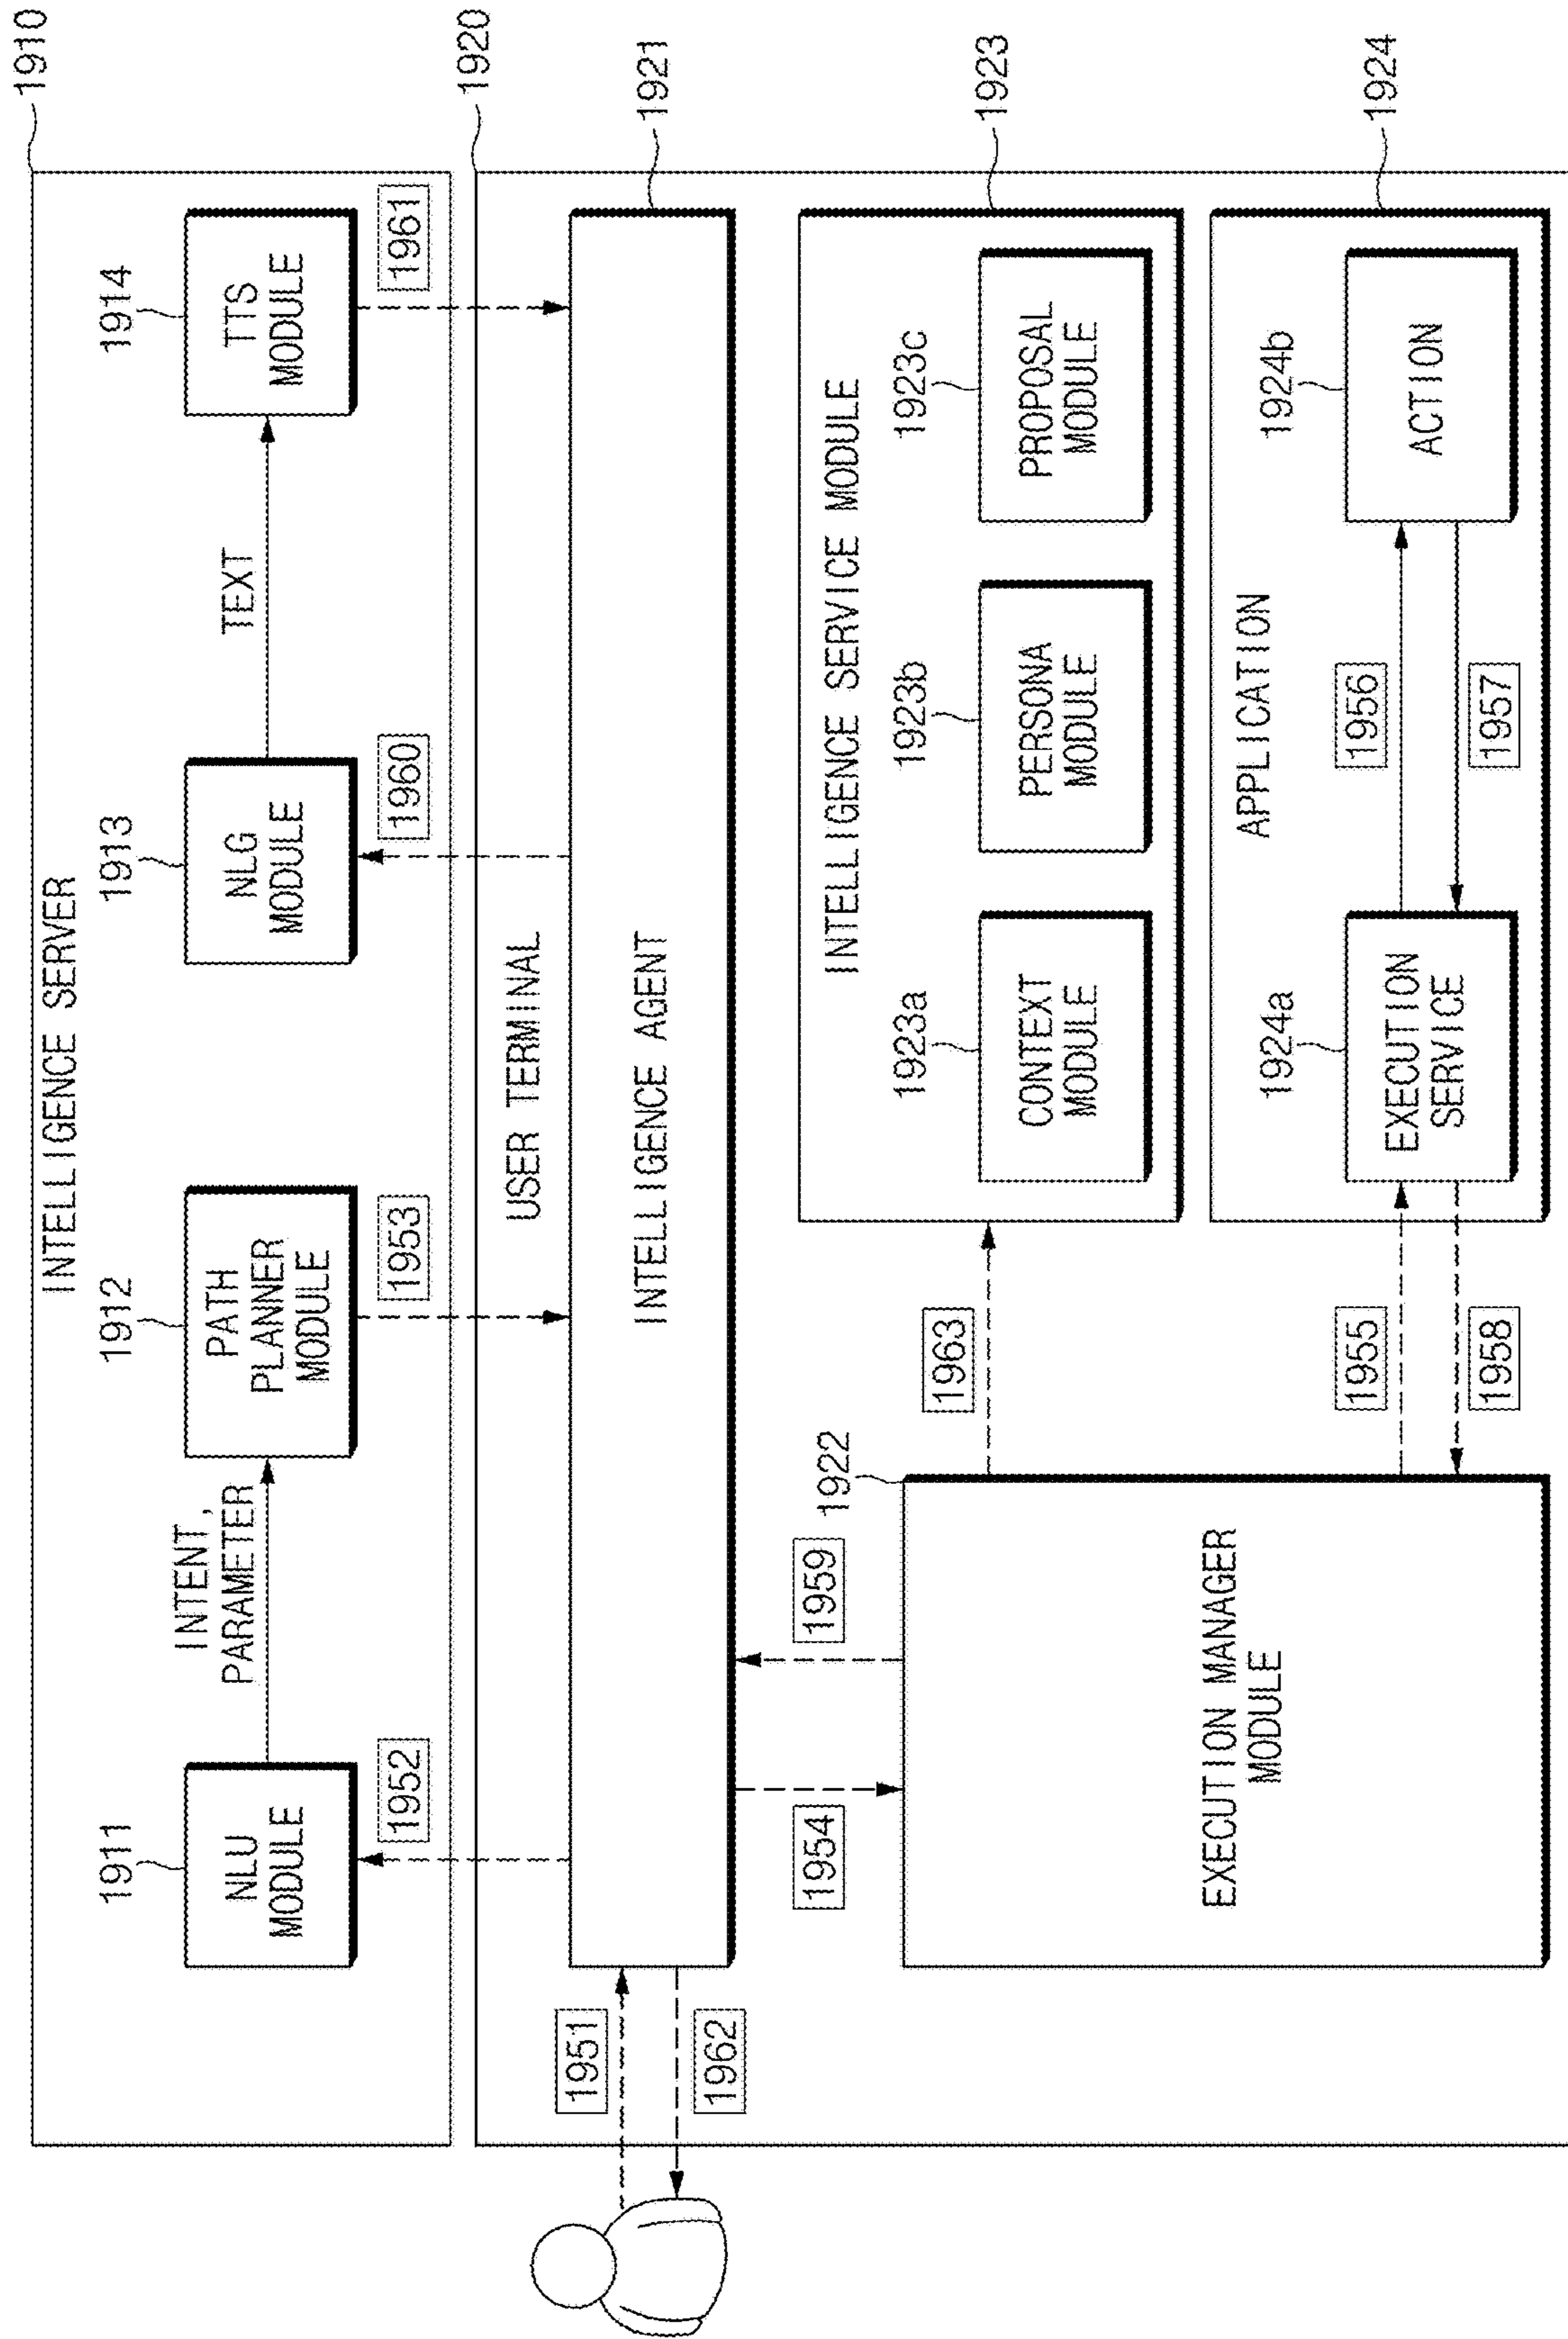 1910
INTELLIGENCE SERVER
1911
NLU
MODULE
INTENT,
PARAMETER
1912
PATH
PLANNER
MODULE
1913
NLG
MODULE
TEXT
1914
TTS
MODULE
1952
1953
1960
1961
1920
USER TERMINAL
1951
1962
INTELLIGENCE AGENT
1921
1954
1959
1922
EXECUTION MANAGER
MODULE
1963
INTELLIGENCE SERVICE MODULE
1923
1923a
CONTEXT
MODULE
1923b
PERSONA
MODULE
1923c
PROPOSAL
MODULE
1955
1958
APPLICATION
1924
1924a
EXECUTION
SERVICE
1956
1957
1924b
ACTION